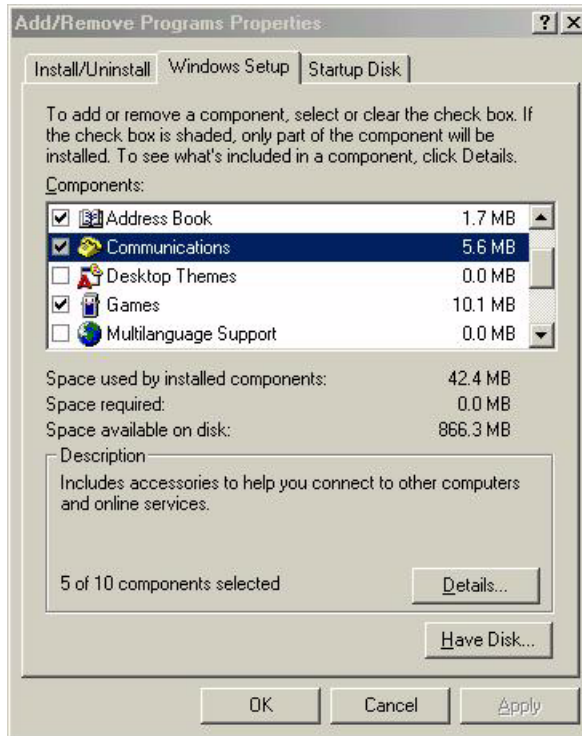 Add/Remove Programs Properties
Install/Uninstall Windows Setup Startup Disk
To add or remove a component, select or clear the check box. If
the check box is shaded, only part of the component will be
installed. To see what's included in a component, click Details.
Components:
Address Book 1.7 MB
Communications 5.6 MB
Desktop Themes 0.0 MB
Games 10.1 MB
Multilanguage Support 0.0 MB
Space used by installed components: 42.4 MB
Space required: 0.0 MB
Space available on disk: 866.3 MB
Description
Includes accessories to help you connect to other computers
and online services.
5 of 10 components selected Details...
Have Disk...
OK Cancel Apply